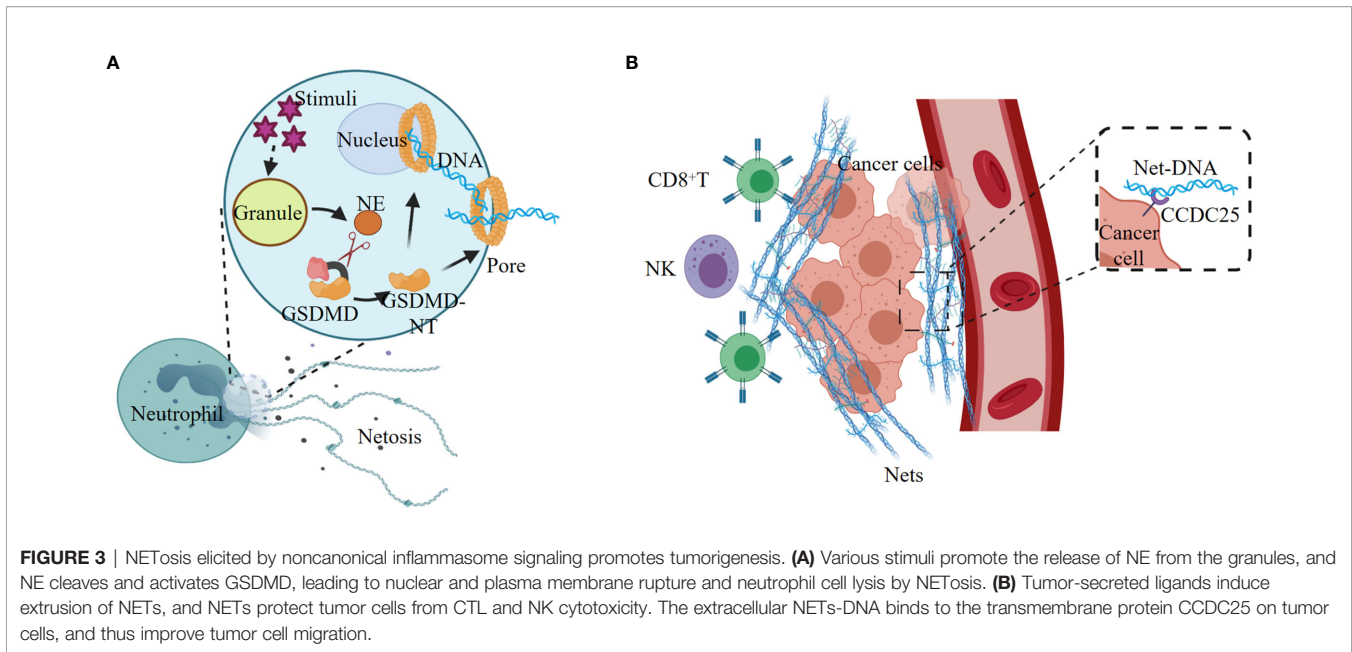 A
Stimuli
Nucleus
DNA
Granule
NE
Pore
GSDMD
GSDMD-
NT
Neutrophil
Netosis
B
CD8+T
NK
Cancer cells
Nets
Net-DNA
CCDC25
Cancer
cell
FIGURE 3 | NETosis elicited by noncanonical inflammasome signaling promotes tumorigenesis. (A) Various stimuli promote the release of NE from the granules, and
NE cleaves and activates GSDMD, leading to nuclear and plasma membrane rupture and neutrophil cell lysis by NETosis. (B) Tumor-secreted ligands induce
extrusion of NETs, and NETs protect tumor cells from CTL and NK cytotoxicity. The extracellular NETs-DNA binds to the transmembrane protein CCDC25 on tumor
cells, and thus improve tumor cell migration.